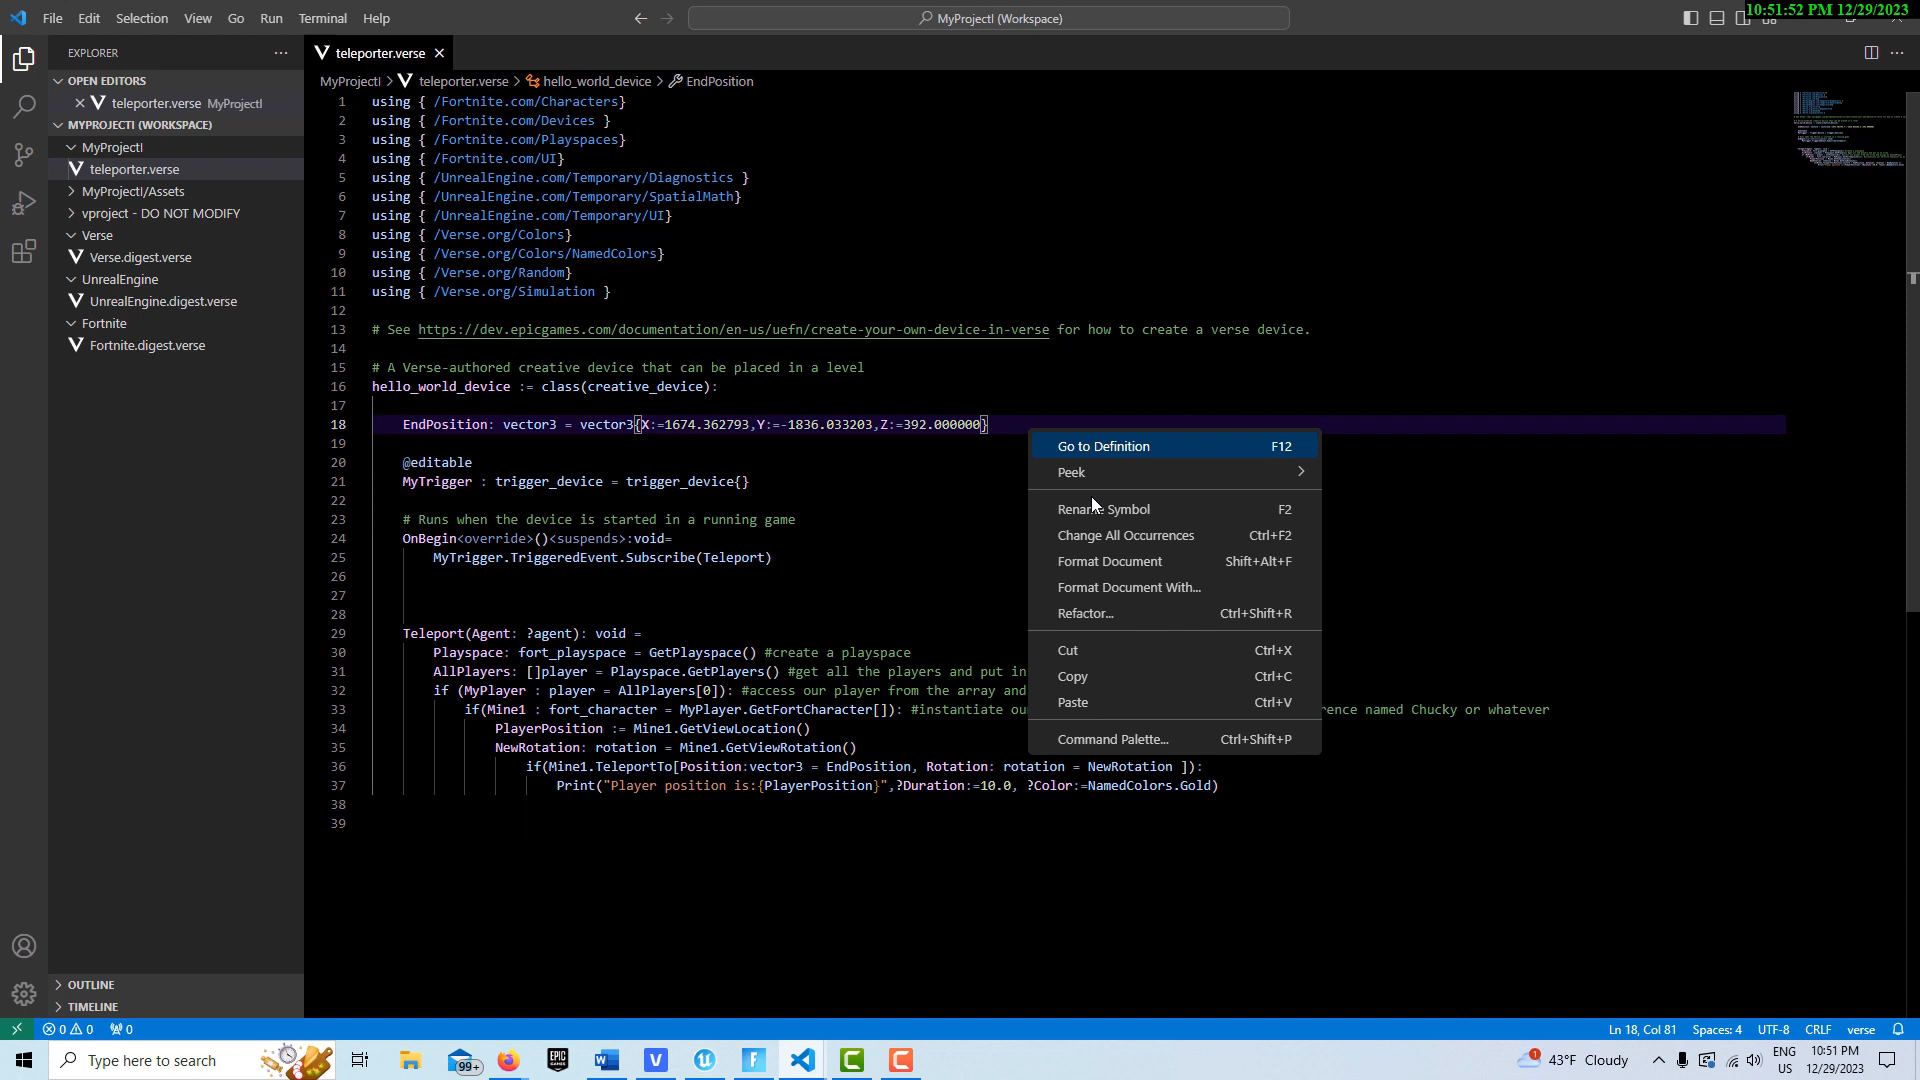 File Edit Selection View Go Run Terminal Help
MyProjectI (Workspace)
10:51:52 PM 12/29/2023
EXPLORER
OPEN EDITORS
teleporter.verse MyProjectI
MYPROJECTI (WORKSPACE)
MyProjectI
teleporter.verse
MyProjectI/Assets
vproject - DO NOT MODIFY
Verse
Verse.digest.verse
UnrealEngine
UnrealEngine.digest.verse
Fortnite
Fortnite.digest.verse
OUTLINE
TIMELINE
teleporter.verse
MyProjectI > teleporter.verse > hello_world_device > EndPosition
1 using { /Fortnite.com/Characters}
2 using { /Fortnite.com/Devices }
3 using { /Fortnite.com/Playspaces}
4 using { /Fortnite.com/UI}
5 using { /UnrealEngine.com/Temporary/Diagnostics }
6 using { /UnrealEngine.com/Temporary/SpatialMath}
7 using { /UnrealEngine.com/Temporary/UI}
8 using { /Verse.org/Colors}
9 using { /Verse.org/Colors/NamedColors}
10 using { /Verse.org/Random}
11 using { /Verse.org/Simulation }
12
13 # See https://dev.epicgames.com/documentation/en-us/uefn/create-your-own-device-in-verse for how to create a verse device.
14
15 # A Verse-authored creative device that can be placed in a level
16 hello_world_device := class(creative_device):
17
18 EndPosition: vector3 = vector3{X:=1674.362793,Y:=-1836.033203,Z:=392.000000}
19
20 @editable
21 MyTrigger : trigger_device = trigger_device{}
22
23 # Runs when the device is started in a running game
24 OnBegin<override>()<suspends>:void=
25 MyTrigger.TriggeredEvent.Subscribe(Teleport)
26
27
28
29 Teleport(Agent: ?agent): void =
30 Playspace: fort_playspace = GetPlayspace() #create a playspace
31 AllPlayers: []player = Playspace.GetPlayers() #get all the players and put in
32 if (MyPlayer : player = AllPlayers[0]): #access our player from the array and
33 if(Mine1 : fort_character = MyPlayer.GetFortCharacter[]): #instantiate ou rence named Chucky or whatever
34 PlayerPosition := Mine1.GetViewLocation()
35 NewRotation: rotation = Mine1.GetViewRotation()
36 if(Mine1.TeleportTo[Position:vector3 = EndPosition, Rotation: rotation = NewRotation ]):
37 Print("Player position is:{PlayerPosition}",?Duration:=10.0, ?Color:=NamedColors.Gold)
38
39
Go to Definition F12
Peek
Rename Symbol F2
Change All Occurrences Ctrl+F2
Format Document Shift+Alt+F
Format Document With...
Refactor... Ctrl+Shift+R
Cut Ctrl+X
Copy Ctrl+C
Paste Ctrl+V
Command Palette... Ctrl+Shift+P
0 0 0
Ln 18, Col 81 Spaces: 4 UTF-8 CRLF verse
Type here to search
99+
EPIC GAMES
1
43°F Cloudy
ENG
US
10:51 PM
12/29/2023